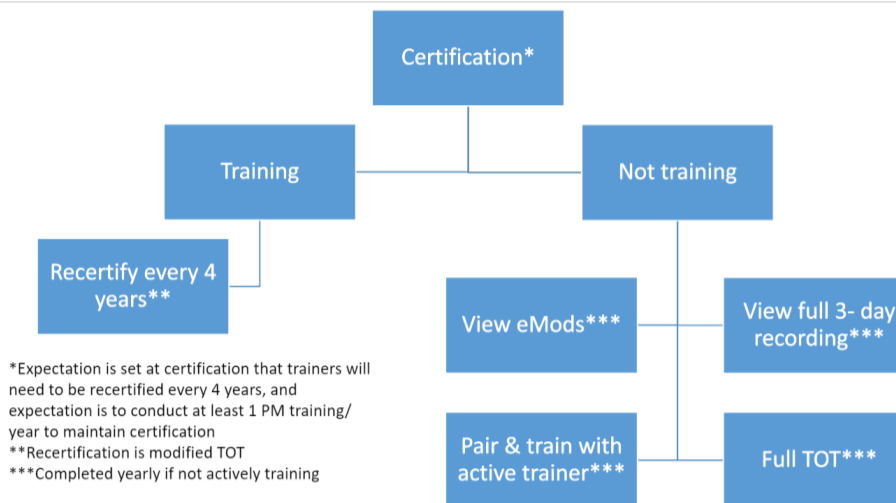 Certification*
Training
Not training
Recertify every 4
years**
View eMods***
View full 3- day
recording***
*Expectation is set at certification that trainers will
need to be recertified every 4 years, and
expectation is to conduct at least 1 PM training/
year to maintain certification
**Recertification is modified TOT
***Completed yearly if not actively training
Pair & train with
active trainer***
Full TOT***